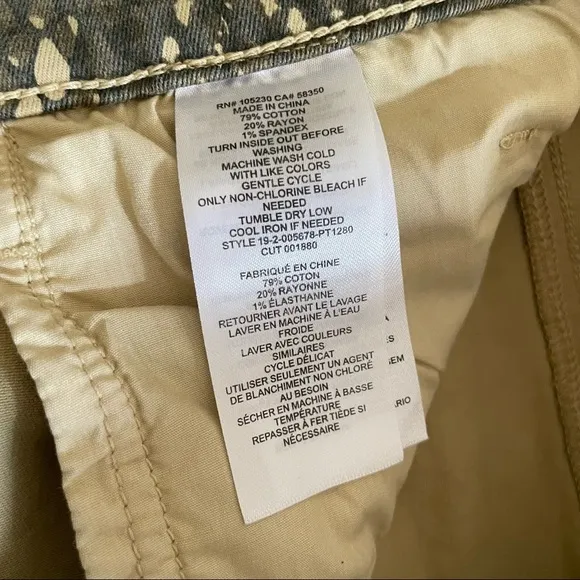 RN# 105230 CA# 58350
MADE IN CHINA
79% COTTON
20% RAYON
1% SPANDEX
TURN INSIDE OUT BEFORE
WASHING
MACHINE WASH COLD
WITH LIKE COLORS
GENTLE CYCLE
ONLY NON-CHLORINE BLEACH IF
NEEDED
TUMBLE DRY LOW
COOL IRON IF NEEDED
STYLE 19-2-005678-PT1280
CUT 001880
FABRIQUÉ EN CHINE
79% COTON
20% RAYONNE
1% ÉLASTHANNE
RETOURNER AVANT LE LAVAGE
LAVER EN MACHINE À L'EAU
FROIDE
LAVER AVEC COULEURS
SIMILAIRES
CYCLE DÉLICAT
UTILISER SEULEMENT UN AGENT
DE BLANCHIMENT NON CHLORÉ
AU BESOIN
SÉCHER EN MACHINE À BASSE
TEMPÉRATURE
REPASSER À FER TIÈDE SI
NÉCESSAIRE